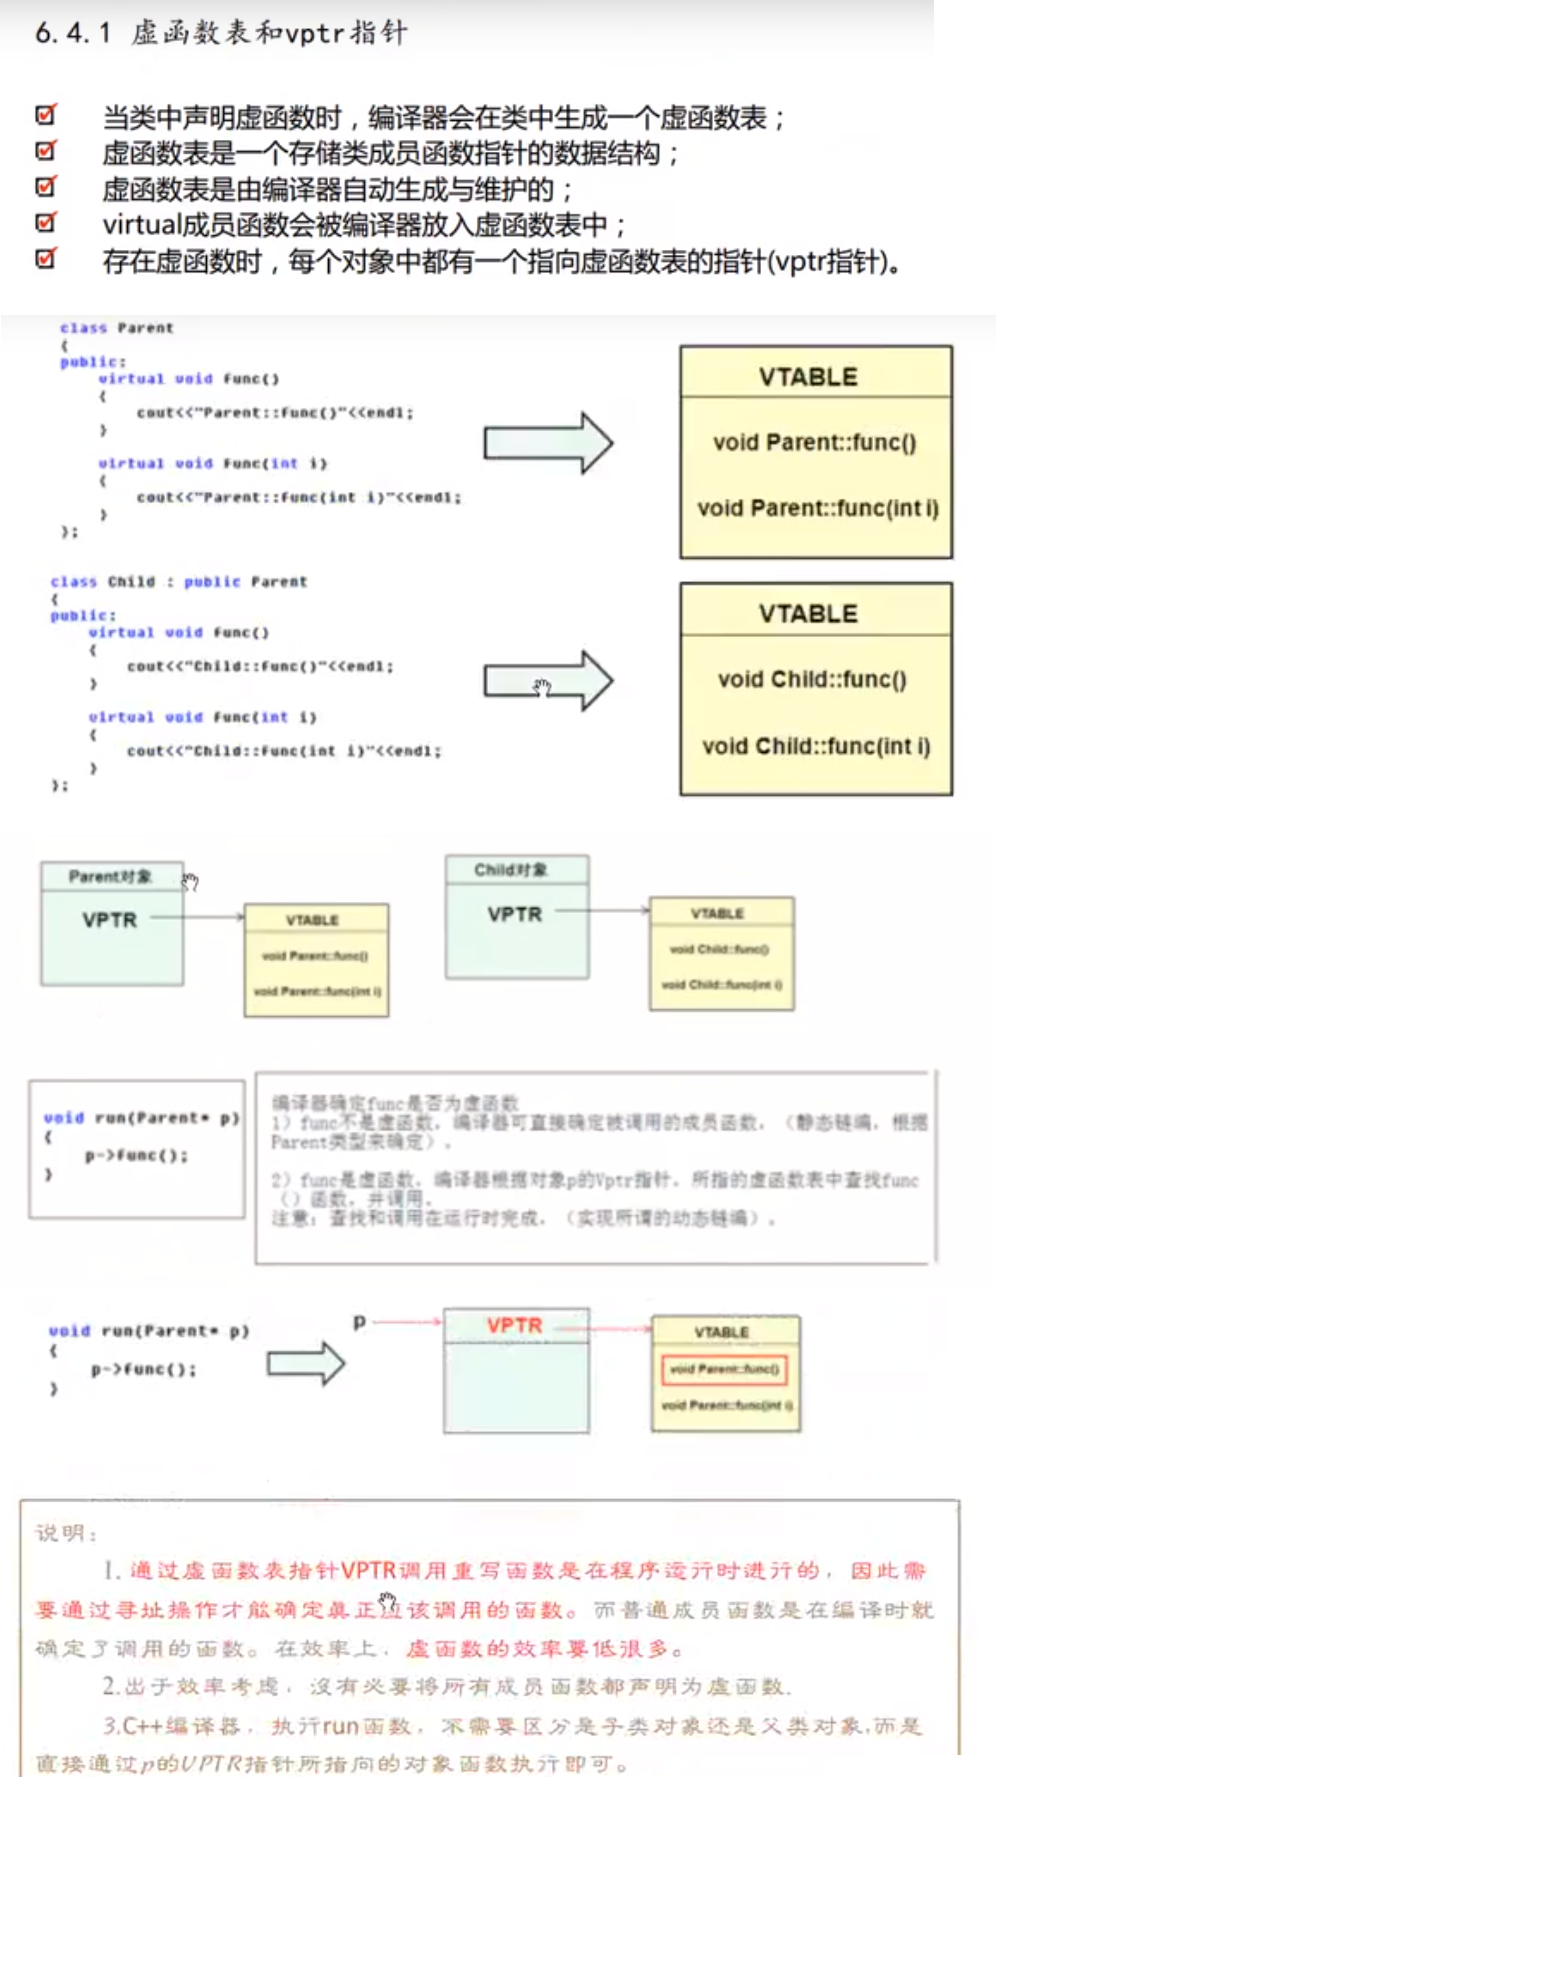 6.4.1 虚函数表和vptr指针
当类中声明虚函数时，编译器会在类中生成一个虚函数表；
虚函数表是一个存储类成员函数指针的数据结构；
虚函数表是由编译器自动生成与维护的；
virtual成员函数会被编译器放入虚函数表中；
存在虚函数时，每个对象中都有一个指向虚函数表的指针(vptr指针)。
class Parent
{
public:
virtual void func()
{
cout<<"Parent::func()"<<endl;
}
virtual void func(int i)
{
cout<<"Parent::func(int i)"<<endl;
}
};
VTABLE
void Parent::func()
void Parent::func(int i)
class Child : public Parent
{
public:
virtual void func()
{
cout<<"Child::func()"<<endl;
}
virtual void func(int i)
{
cout<<"Child::func(int i)"<<endl;
}
};
VTABLE
void Child::func()
void Child::func(int i)
Parent对象
VPTR
VTABLE
void Parent::func()
void Parent::func(int i)
Child对象
VPTR
VTABLE
void Child::func()
void Child::func(int i)
void run(Parent* p)
{
p->func();
}
编译器确定func是否为虚函数
1）func不是虚函数，编译器可直接确定被调用的成员函数，（静态链编，根据
Parent类型来确定）。
2）func是虚函数，编译器根据对象p的Vptr指针，所指的虚函数表中查找func
（）函数，并调用。
注意：查找和调用在运行时完成，（实现所谓的动态链编）。
void run(Parent* p)
{
p->func();
}
p
VPTR
VTABLE
void Parent::func()
void Parent::func(int i)
说明：
1. 通过虚函数表指针VPTR调用重写函数是在程序运行时进行的，因此需
要通过寻址操作才能确定真正应该调用的函数。而普通成员函数是在编译时就
确定了调用的函数。在效率上，虚函数的效率要低很多。
2.出于效率考虑，没有必要将所有成员函数都声明为虚函数.
3.C++编译器，执行run函数，不需要区分是子类对象还是父类对象,而是
直接通过p的VPTR指针所指向的对象函数执行即可。